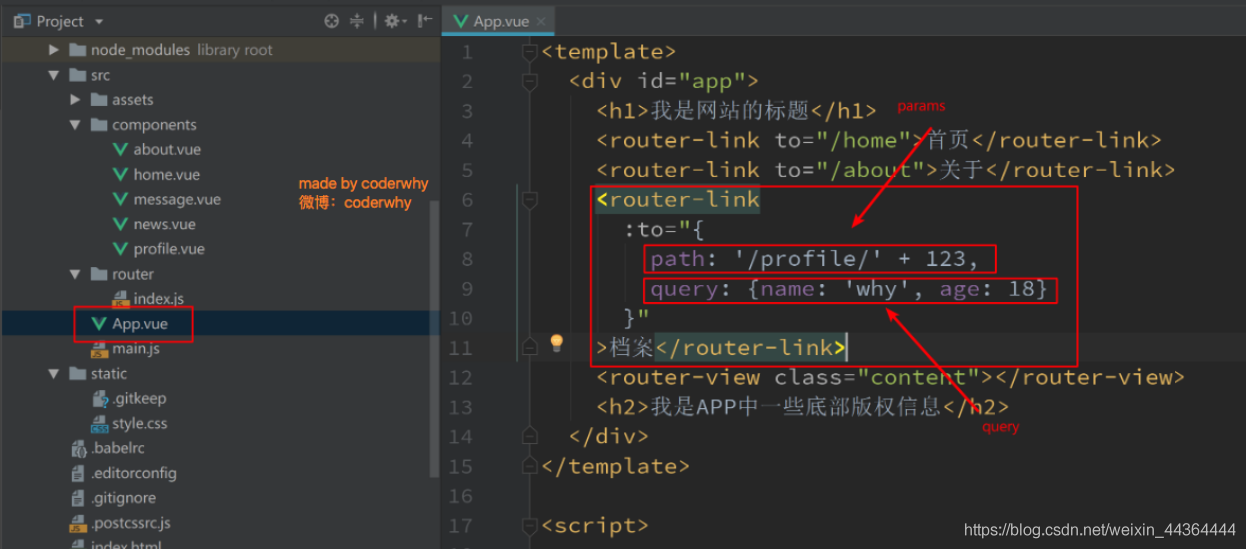 Project
App.vue
node_modules library root
src
assets
components
about.vue
home.vue
message.vue
news.vue
profile.vue
router
index.js
App.vue
main.js
static
.gitkeep
style.css
.babelrc
.editorconfig
.gitignore
.postcssrc.js
index.html
made by coderwhy
微博：coderwhy
1 <template>
2 <div id="app">
3 <h1>我是网站的标题</h1>
params
4 <router-link to="/home">首页</router-link>
5 <router-link to="/about">关于</router-link>
6 <router-link
7 :to="{
8 path: '/profile/' + 123,
9 query: {name: 'why', age: 18}
10 }"
11 >档案</router-link>
12 <router-view class="content"></router-view>
13 <h2>我是APP中一些底部版权信息</h2>
query
14 </div>
15 </template>
16
17 <script>
https://blog.csdn.net/weixin_44364444